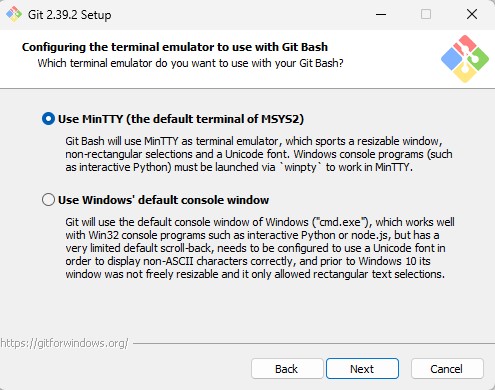 Git 2.39.2 Setup
Configuring the terminal emulator to use with Git Bash
Which terminal emulator do you want to use with your Git Bash?
Use MinTTY (the default terminal of MSYS2)
Git Bash will use MinTTY as terminal emulator, which sports a resizable window,
non-rectangular selections and a Unicode font. Windows console programs (such
as interactive Python) must be launched via `winpty` to work in MinTTY.
Use Windows' default console window
Git will use the default console window of Windows ("cmd.exe"), which works well
with Win32 console programs such as interactive Python or node.js, but has a
very limited default scroll-back, needs to be configured to use a Unicode font in
order to display non-ASCII characters correctly, and prior to Windows 10 its
window was not freely resizable and it only allowed rectangular text selections.
https://gitforwindows.org/
Back
Next
Cancel